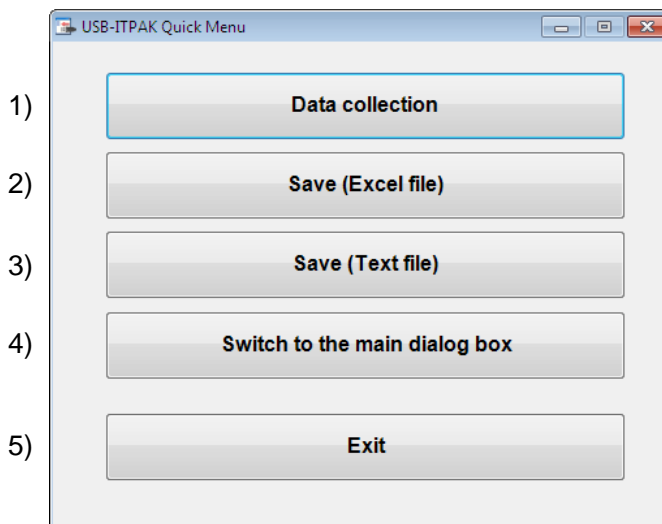 USB-ITPAK Quick Menu
1) Data collection
2) Save (Excel file)
3) Save (Text file)
4) Switch to the main dialog box
5) Exit